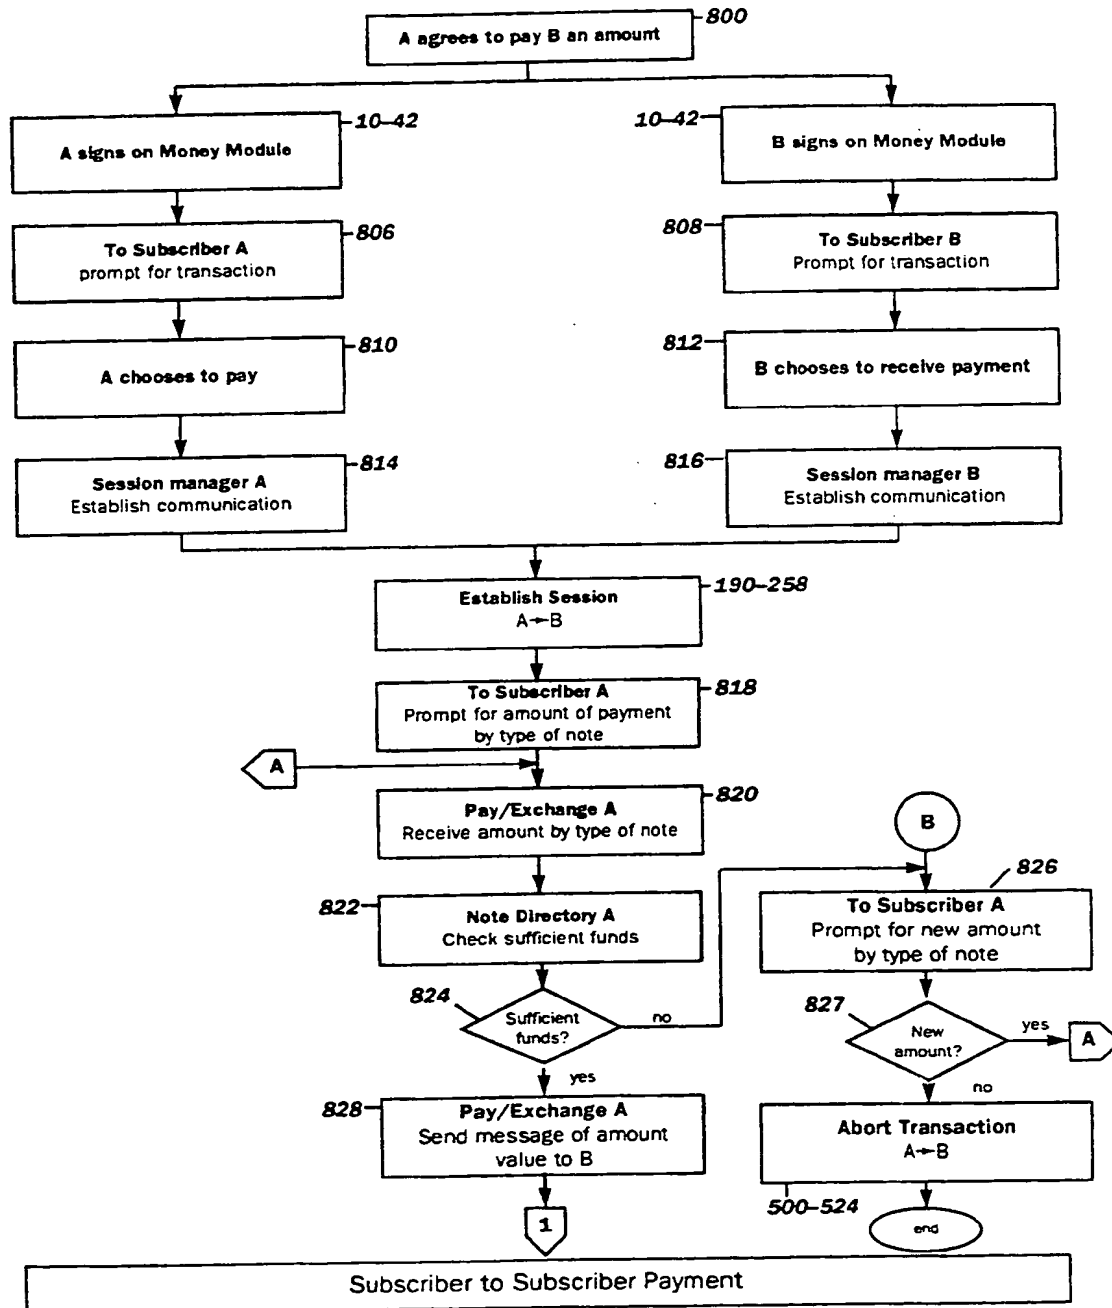 800
A agrees to pay B an amount
10-42
A signs on Money Module
10-42
B signs on Money Module
806
To Subscriber A
prompt for transaction
808
To Subscriber B
Prompt for transaction
810
A chooses to pay
812
B chooses to receive payment
814
Session manager A
Establish communication
816
Session manager B
Establish communication
190-258
Establish Session
A→B
818
To Subscriber A
Prompt for amount of payment
by type of note
A
820
Pay/Exchange A
Receive amount by type of note
B
822
Note Directory A
Check sufficient funds
826
To Subscriber A
Prompt for new amount
by type of note
824
Sufficient
funds?
no
yes
827
New
amount?
yes
A
no
828
Pay/Exchange A
Send message of amount
value to B
Abort Transaction
A→B
500-524
1
end
Subscriber to Subscriber Payment